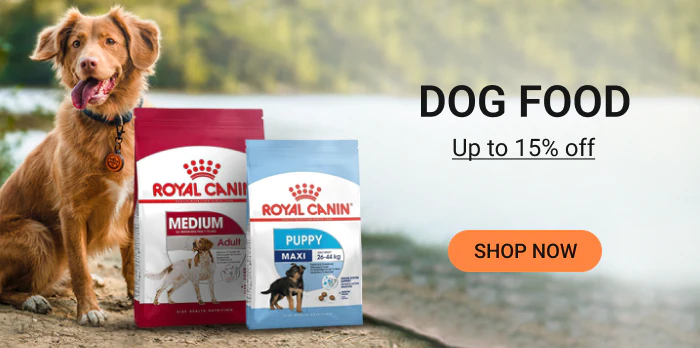 DOG FOOD
Up to 15% off
SHOP NOW
ROYAL CANIN
MEDIUM
Adult
ROYAL CANIN
PUPPY
MAXI
26-44 kg